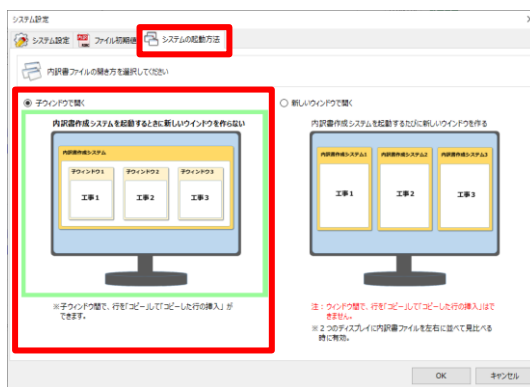 システム設定
システム設定 ファイル初期値 システムの起動方法
内訳書ファイルの開き方を選択してください
子ウィンドウで開く
内訳書作成システムを起動するときに新しいウインドウを作らない
内訳書作成システム
子ウィンドウ1 子ウィンドウ2 子ウィンドウ3
工事1 工事2 工事3
※子ウィンドウ間で、行を「コピー」して「コピーした行の挿入」が
できます。
新しいウィンドウで開く
内訳書作成システムを起動するたびに新しいウィンドウを作る
内訳書作成システム1 内訳書作成システム2 内訳書作成システム3
工事1 工事2 工事3
注:ウィンドウ間で、行を「コピー」して「コピーした行の挿入」はで
きません。
※2つのディスプレイに内訳書ファイルを左右に並べて見比べる
時に有効。
OK キャンセル